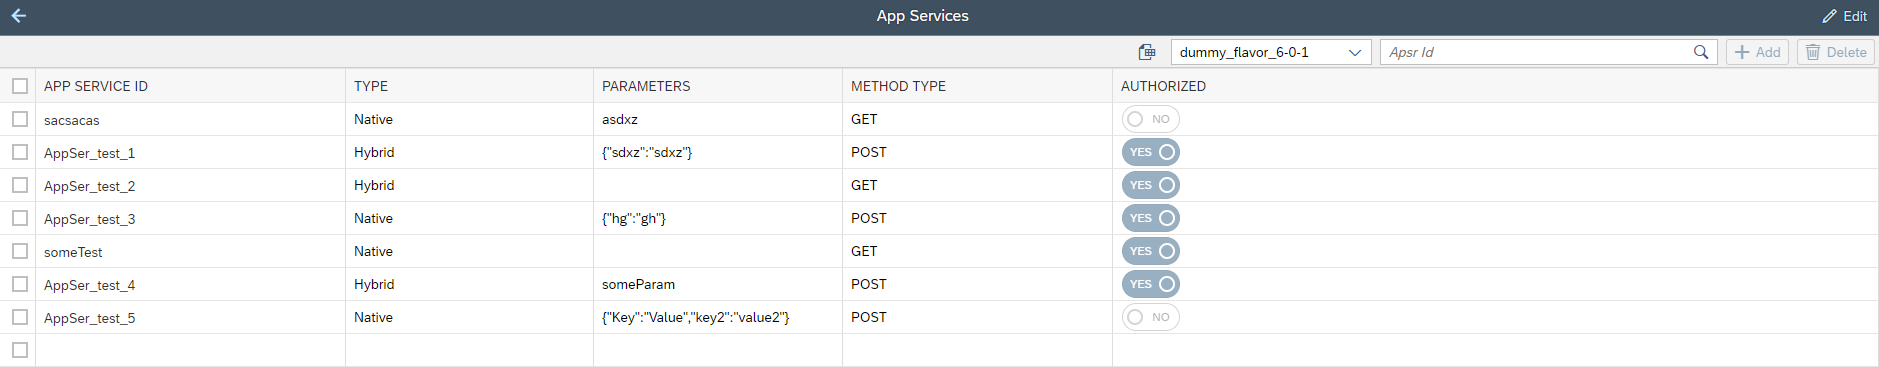 App Services
Edit
dummy_flavor_6-0-1 Apsr Id Add Delete
APP SERVICE ID TYPE PARAMETERS METHOD TYPE AUTHORIZED
sacsacas Native asdxz GET NO
AppSer_test_1 Hybrid {"sdxz":"sdxz"} POST YES
AppSer_test_2 Hybrid GET YES
AppSer_test_3 Native {"hg":"gh"} POST YES
someTest Native GET YES
AppSer_test_4 Hybrid someParam POST YES
AppSer_test_5 Native {"Key":"Value","key2":"value2"} POST NO